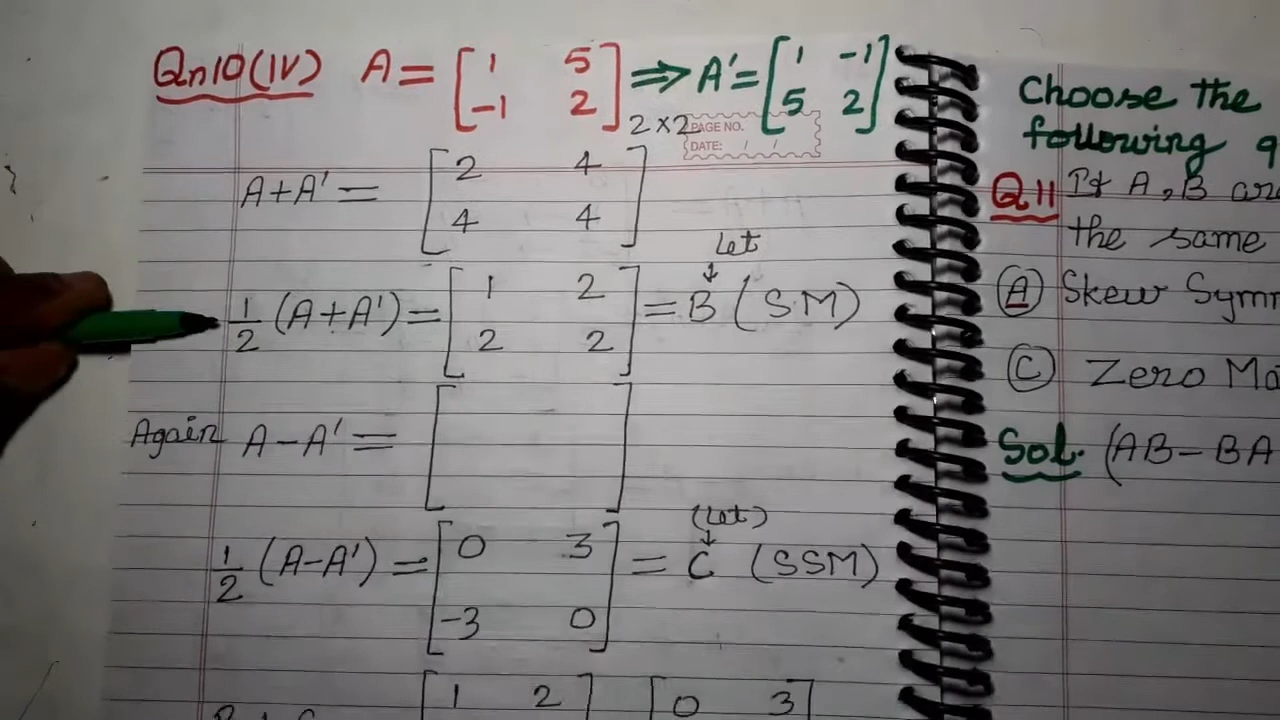 Qn10(IV) A = [1 5 -1 2] 2×2 ⇒ A' = [1 -1 5 2]
PAGE NO.
DATE: / /
A+A' = [2 4 4 4]
Let ↓
1/2 (A+A') = [1 2 2 2] = B (SM)
Again A-A' = [ ]
(Let) ↓
1/2 (A-A') = [0 3 -3 0] = C (SSM)
[1 2 [0 3]
Choose the
following q
Q11 If A, B are
the same
(A) Skew Symm
(C) Zero Ma
Sol. (AB-BA